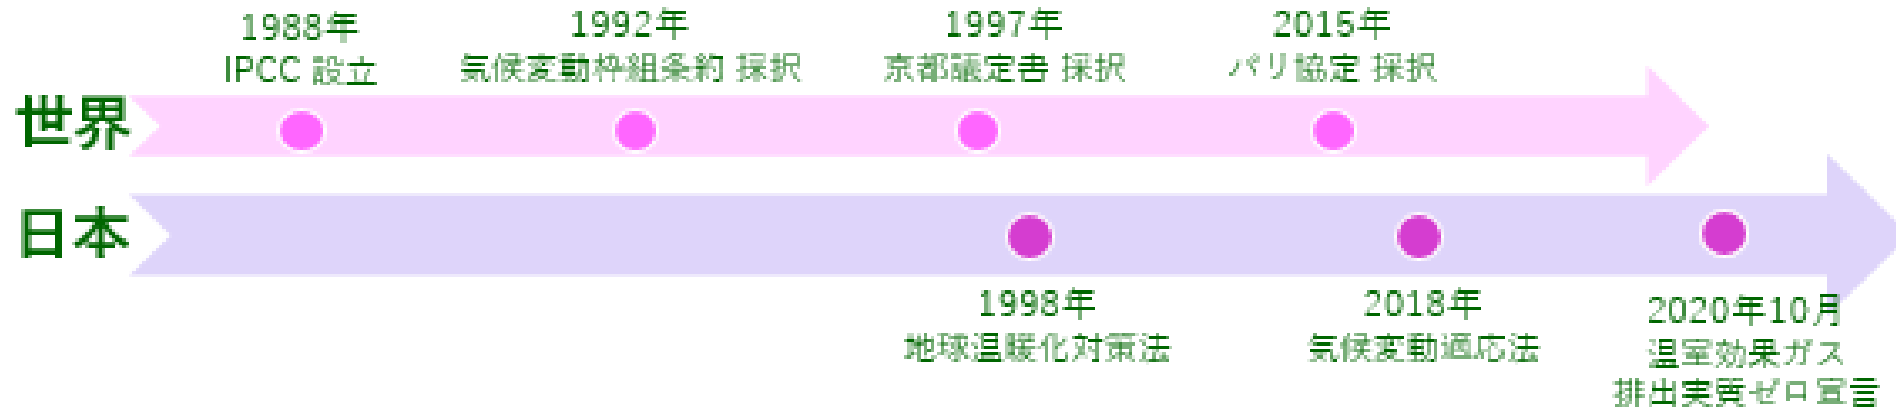 1988年
IPCC 設立
1992年
気候変動枠組条約 採択
1997年
京都議定書 採択
2015年
パリ協定 採択
世界
日本
1998年
地球温暖化対策法
2018年
気候変動適応法
2020年10月
温室効果ガス
排出実質ゼロ宣言